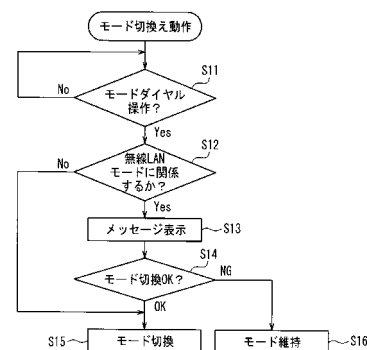 モード切換え動作
S11
No
モードダイヤル
操作？
Yes
S12
No
無線LAN
モードに関係
するか？
Yes
メッセージ表示
S13
S14
モード切換OK？
NG
OK
S15
モード切換
モード維持
S16